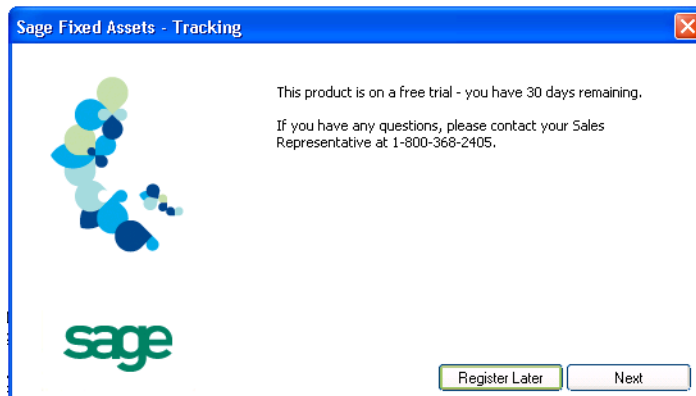 Sage Fixed Assets - Tracking
This product is on a free trial - you have 30 days remaining.
If you have any questions, please contact your Sales
Representative at 1-800-368-2405.
sage
Register Later
Next